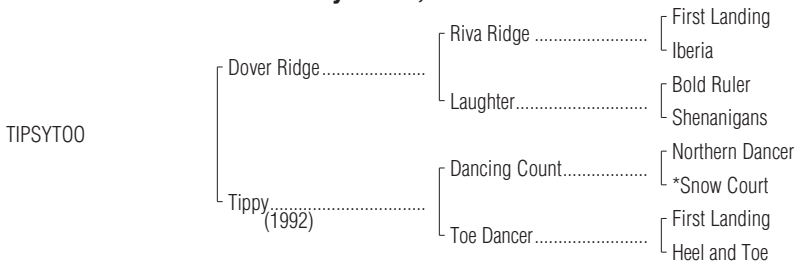 First Landing
Riva Ridge ..........................
Iberia
Dover Ridge........................
Bold Ruler
Laughter..............................
Shenanigans
TIPSYTOO
Northern Dancer
Dancing Count....................
*Snow Court
Tippy...................................
(1992)
First Landing
Toe Dancer..........................
Heel and Toe